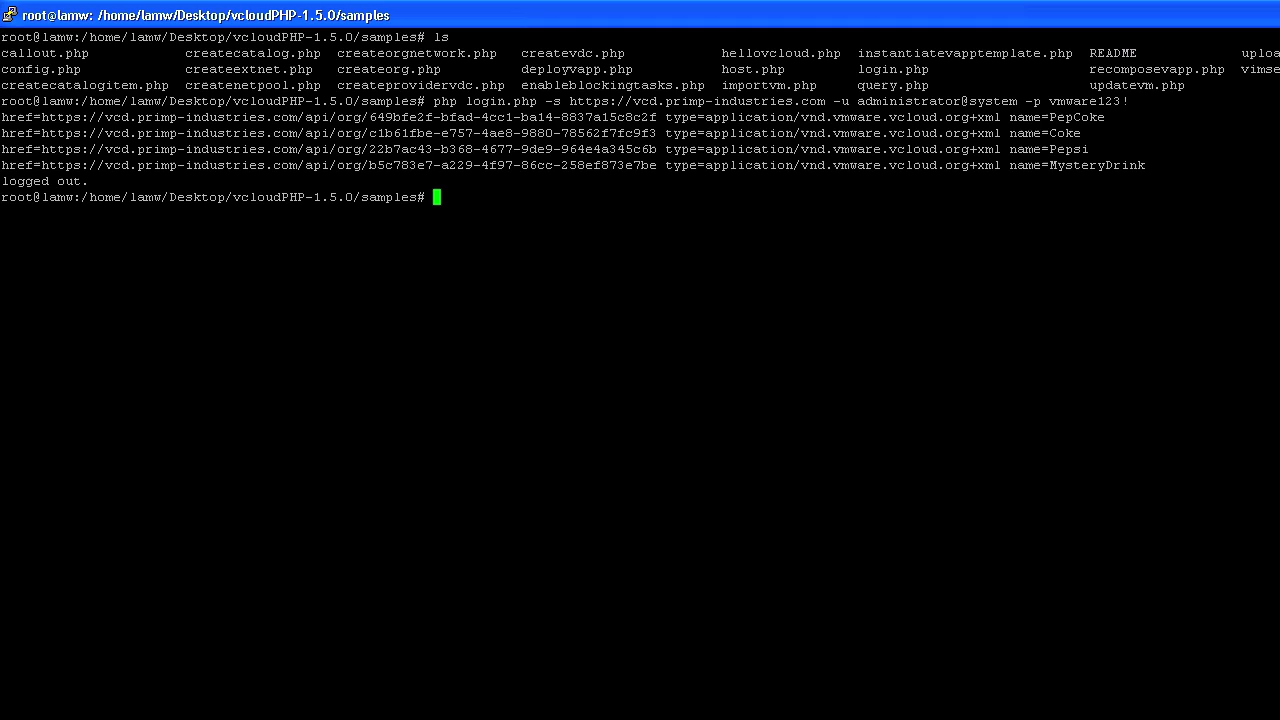 root@lamw: /home/lamw/Desktop/vcloudPHP-1.5.0/samples
root@lamw:/home/lamw/Desktop/vcloudPHP-1.5.0/samples# ls
callout.php createcatalog.php createorgnetwork.php createvdc.php hellovcloud.php instantiatevapptemplate.php README uploa
config.php createextnet.php createorg.php deployvapp.php host.php login.php recomposevapp.php vimse
createcatalogitem.php createnetpool.php createprovidervdc.php enableblockingtasks.php importvm.php query.php updatevm.php
root@lamw:/home/lamw/Desktop/vcloudPHP-1.5.0/samples# php login.php -s https://vcd.primp-industries.com -u administrator@system -p vmware123!
href=https://vcd.primp-industries.com/api/org/649bfe2f-bfad-4cc1-ba14-8837a15c8c2f type=application/vnd.vmware.vcloud.org+xml name=PepCoke
href=https://vcd.primp-industries.com/api/org/c1b61fbe-e757-4ae8-9880-78562f7fc9f3 type=application/vnd.vmware.vcloud.org+xml name=Coke
href=https://vcd.primp-industries.com/api/org/22b7ac43-b368-4677-9de9-964e4a345c6b type=application/vnd.vmware.vcloud.org+xml name=Pepsi
href=https://vcd.primp-industries.com/api/org/b5c783e7-a229-4f97-86cc-258ef873e7be type=application/vnd.vmware.vcloud.org+xml name=MysteryDrink
logged out.
root@lamw:/home/lamw/Desktop/vcloudPHP-1.5.0/samples#